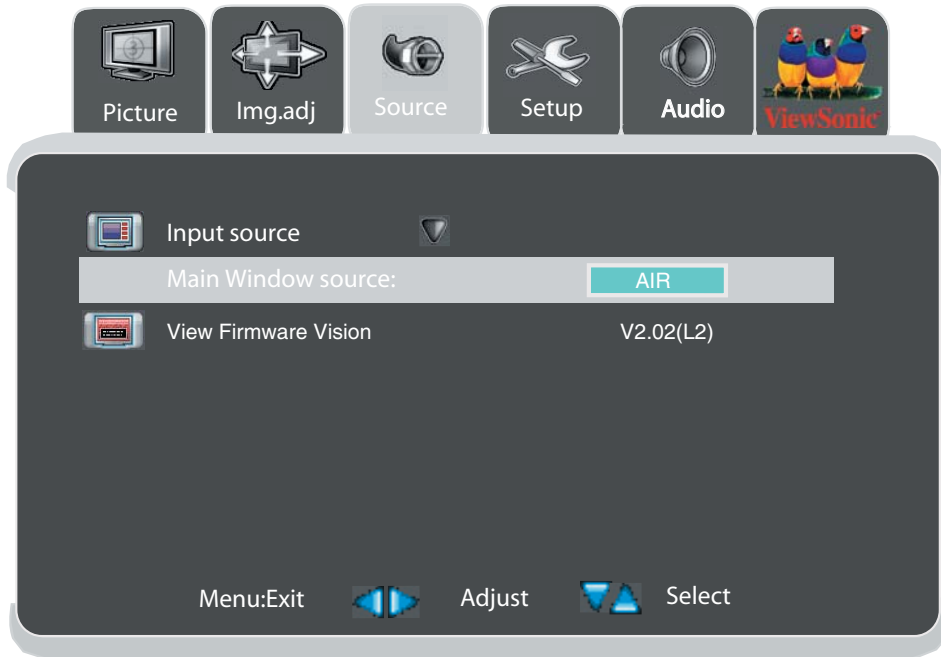 Picture Img.adj Source Setup Audio ViewSonic
Input source
Main Window source: AIR
View Firmware Vision V2.02(L2)
Menu:Exit Adjust Select